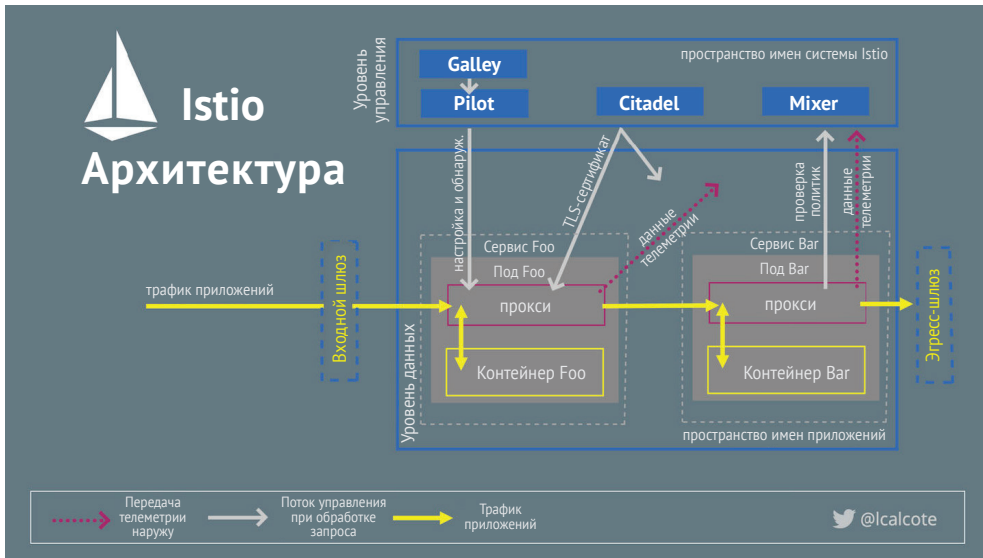 Istio
Архитектура
Уровень
управления
пространство имен системы Istio
Galley
Pilot
Citadel
Mixer
настройка и обнаруж.
TLS-сертификат
данные
телеметрии
проверка
политик
данные
телеметрии
Сервис Foo
Под Foo
прокси
Контейнер Foo
Сервис Bar
Под Bar
прокси
Контейнер Bar
трафик приложений
Входной шлюз
Эгресс-шлюз
Уровень данных
пространство имен приложений
Передача
телеметрии
наружу
Поток управления
при обработке
запроса
Трафик
приложений
@lcalcote